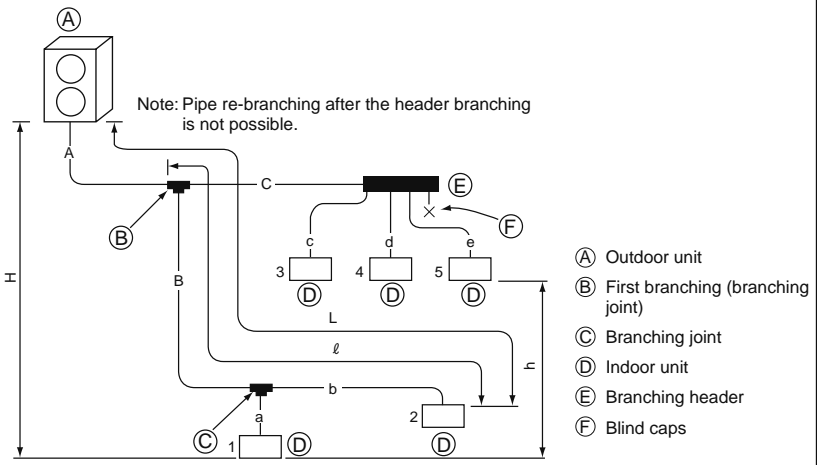 Ⓐ
Note: Pipe re-branching after the header branching
is not possible.
A
C
Ⓔ
Ⓑ
Ⓕ
c
d
e
3
4
5
Ⓓ
Ⓓ
Ⓓ
H
B
L
ℓ
h
b
a
Ⓒ
1
Ⓓ
2
Ⓓ
Ⓐ Outdoor unit
Ⓑ First branching (branching
joint)
Ⓒ Branching joint
Ⓓ Indoor unit
Ⓔ Branching header
Ⓕ Blind caps